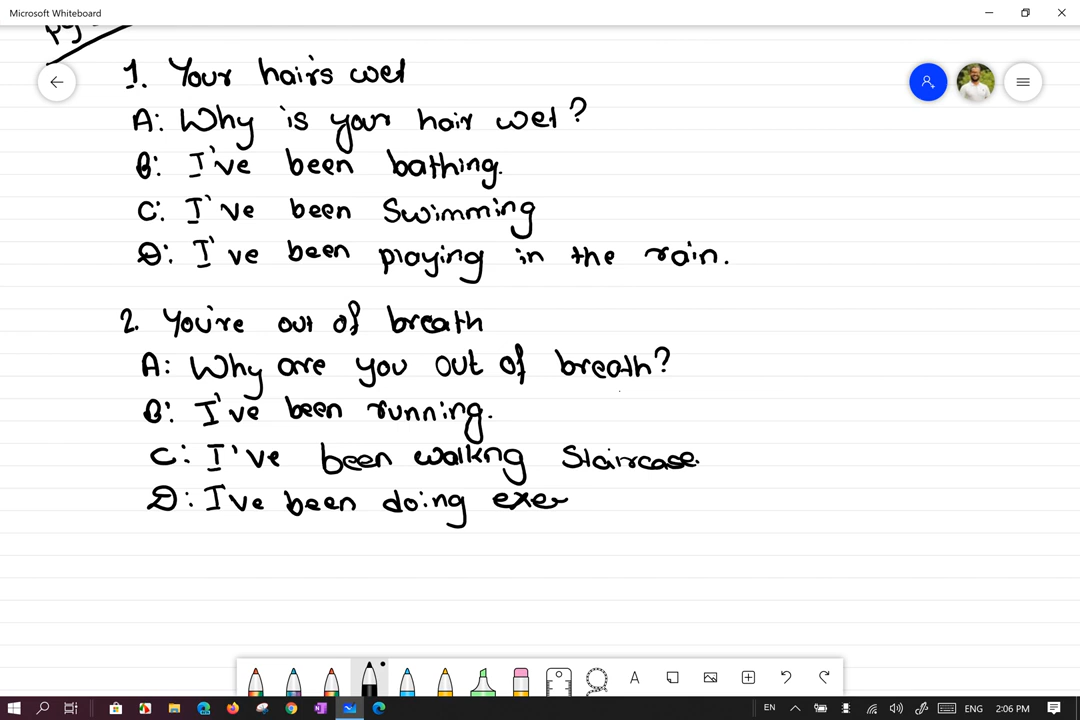 Microsoft Whiteboard
1. Your hair's wet
A: Why is your hair wet?
B: I've been bathing.
C: I've been swimming
D: I've been playing in the rain.
2. You're out of breath
A: Why are you out of breath?
B: I've been running.
C: I've been walkng staircase.
D: I've been doing exer
A
EN
ENG
2:06 PM